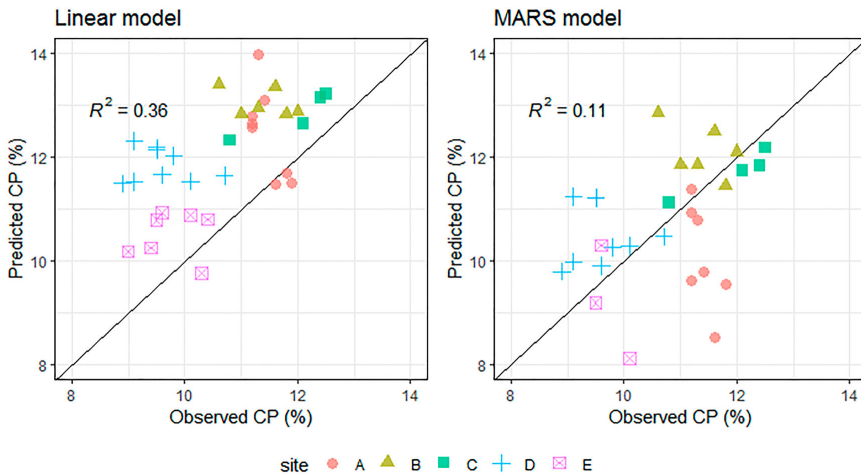 Linear model
MARS model
14
12
10
8
Predicted CP (%)
R² = 0.36
8
10
12
14
Observed CP (%)
14
12
10
8
Predicted CP (%)
R² = 0.11
8
10
12
14
Observed CP (%)
site A B C D E